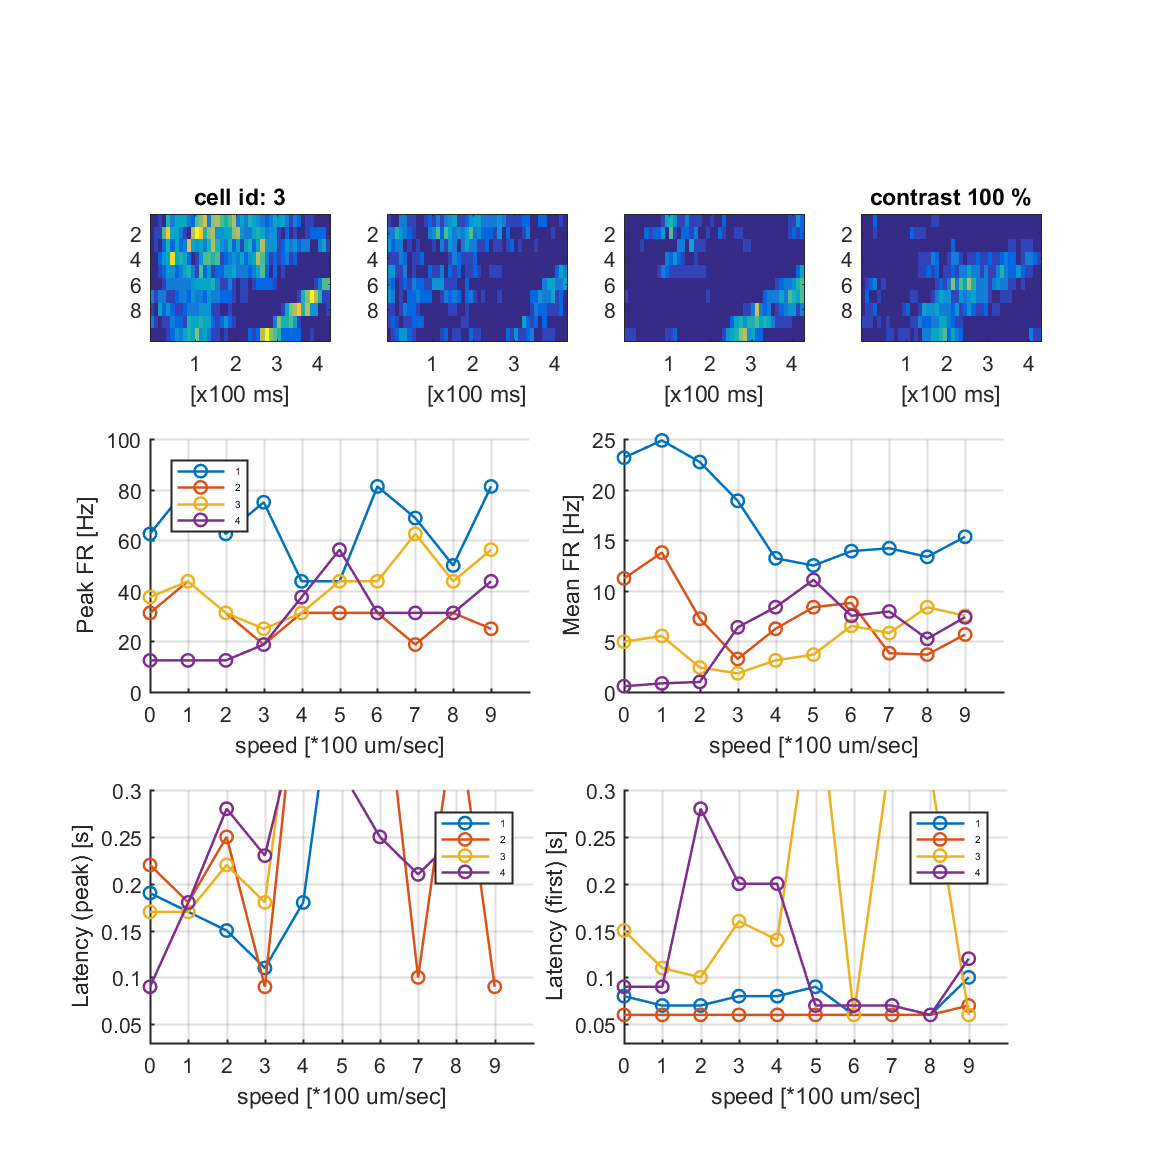 cell id: 3
contrast 100 %
2
4
6
8
1 2 3 4
[x100 ms]
2
4
6
8
1 2 3 4
[x100 ms]
2
4
6
8
1 2 3 4
[x100 ms]
2
4
6
8
1 2 3 4
[x100 ms]
Peak FR [Hz]
100
80
60
40
20
0
1
2
3
4
0 1 2 3 4 5 6 7 8 9
speed [*100 um/sec]
Mean FR [Hz]
25
20
15
10
5
0
0 1 2 3 4 5 6 7 8 9
speed [*100 um/sec]
Latency (peak) [s]
0.3
0.25
0.2
0.15
0.1
0.05
1
2
3
4
0 1 2 3 4 5 6 7 8 9
speed [*100 um/sec]
Latency (first) [s]
0.3
0.25
0.2
0.15
0.1
0.05
1
2
3
4
0 1 2 3 4 5 6 7 8 9
speed [*100 um/sec]